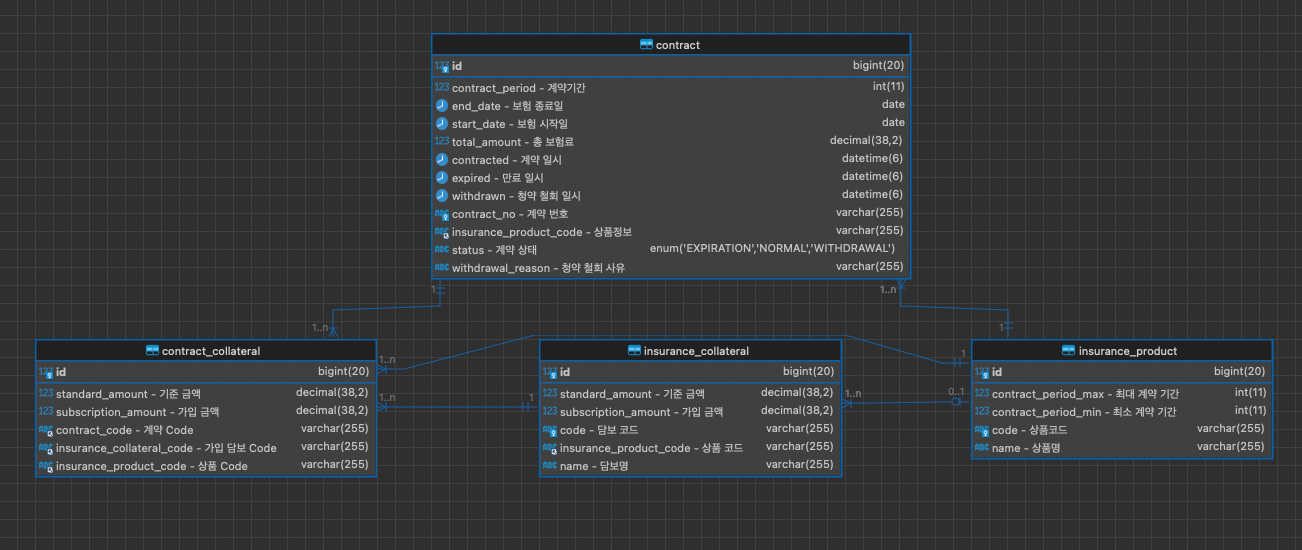 contract
123 id bigint(20)
123 contract_period - 계약기간 int(11)
end_date - 보험 종료일 date
start_date - 보험 시작일 date
123 total_amount - 총 보험료 decimal(38,2)
contracted - 계약 일시 datetime(6)
expired - 만료 일시 datetime(6)
withdrawn - 청약 철회 일시 datetime(6)
ABC contract_no - 계약 번호 varchar(255)
ABC insurance_product_code - 상품정보 varchar(255)
ABC status - 계약 상태 enum('EXPIRATION','NORMAL','WITHDRAWAL')
ABC withdrawal_reason - 청약 철회 사유 varchar(255)
1
1..n
1..n
1
contract_collateral
123 id bigint(20)
123 standard_amount - 기준 금액 decimal(38,2)
123 subscription_amount - 가입 금액 decimal(38,2)
ABC contract_code - 계약 Code varchar(255)
ABC insurance_collateral_code - 가입 담보 Code varchar(255)
ABC insurance_product_code - 상품 Code varchar(255)
1..n
1
1..n
1
insurance_collateral
123 id bigint(20)
123 standard_amount - 기준 금액 decimal(38,2)
123 subscription_amount - 가입 금액 decimal(38,2)
ABC code - 담보 코드 varchar(255)
ABC insurance_product_code - 상품 코드 varchar(255)
ABC name - 담보명 varchar(255)
1..n
0..1
insurance_product
123 id bigint(20)
123 contract_period_max - 최대 계약 기간 int(11)
123 contract_period_min - 최소 계약 기간 int(11)
ABC code - 상품코드 varchar(255)
ABC name - 상품명 varchar(255)